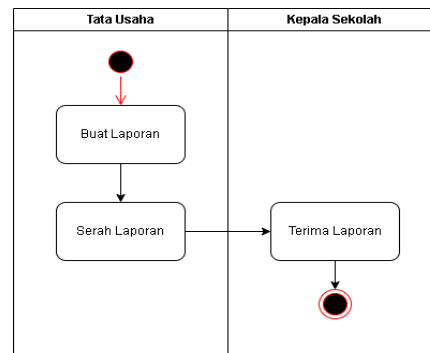 Tata Usaha
Kepala Sekolah
Buat Laporan
Serah Laporan
Terima Laporan